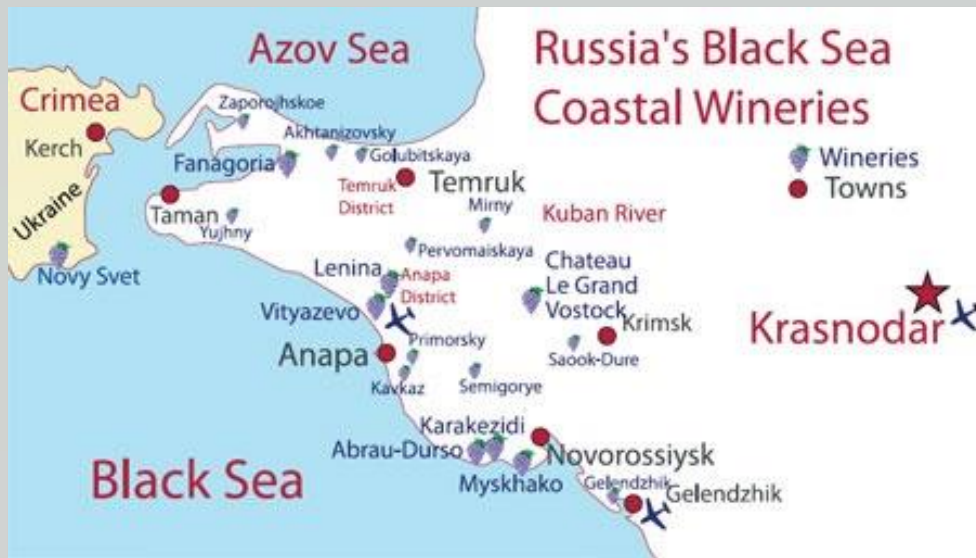 Azov Sea
Russia's Black Sea
Coastal Wineries
Wineries
Towns
Crimea
Kerch
Ukraine
Novy Svet
Zaporojhskoe
Akhtanizovsky
Golubitskaya
Fanagoria
Temruk
District
Temruk
Mirny
Kuban River
Taman
Yujhny
Pervomaiskaya
Lenina
Anapa
District
Chateau
Le Grand
Vostock
Vityazevo
Krimsk
Krasnodar
Primorsky
Saook-Dure
Anapa
Kavkaz
Semigorye
Karakezidi
Abrau-Durso
Novorossiysk
Myskhako
Black Sea
Gelendzhik
Gelendzhik